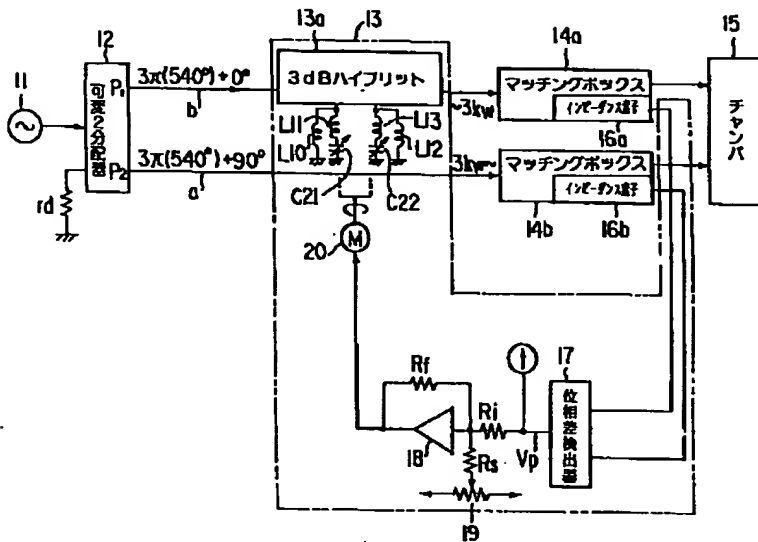 13a
13
12
14a
15
11
3π(540°)+0°
P₁
b
3dBハイブリット
~3kw
マッチングボックス
インピーダンス素子
16a
チャンバ
可変2分配器
L11
L13
L10
L12
P₂
3π(540°)+90°
a
C21
C22
3kw~
マッチングボックス
インピーダンス素子
14b
16b
rd
M
20
Rf
Ri
17
位相差検出器
18
Rs
Vp
19